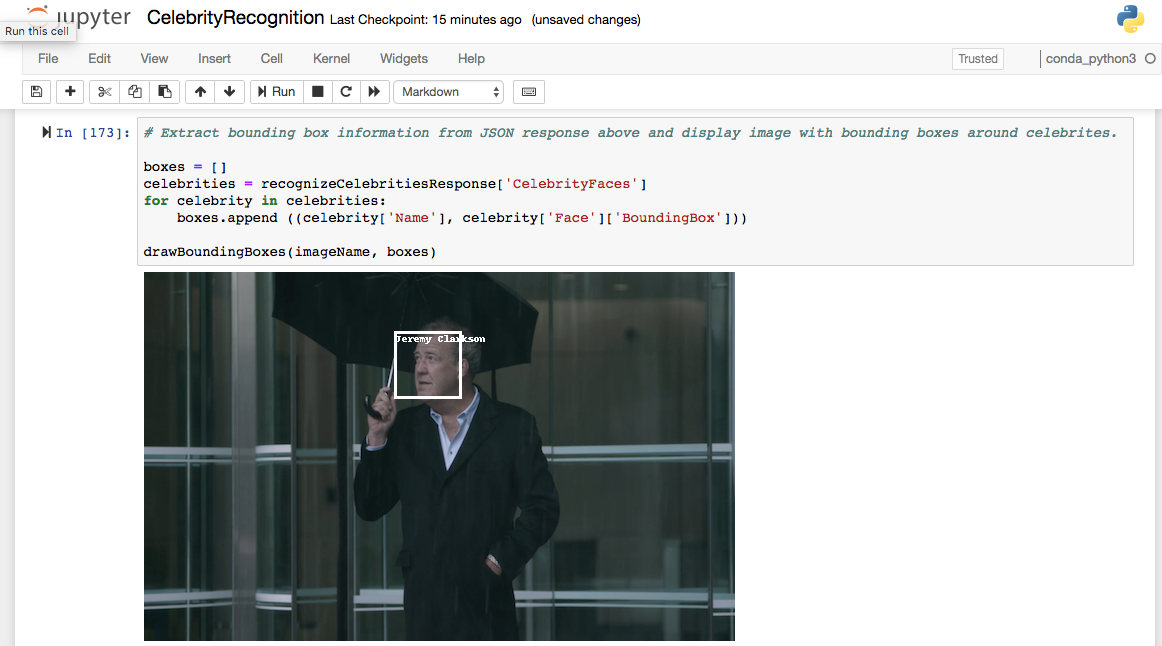 jupyter CelebrityRecognition Last Checkpoint: 15 minutes ago (unsaved changes)
Run this cell
File Edit View Insert Cell Kernel Widgets Help Trusted conda_python3
Run Markdown
In [173]: # Extract bounding box information from JSON response above and display image with bounding boxes around celebrites.
boxes = []
celebrities = recognizeCelebritiesResponse['CelebrityFaces']
for celebrity in celebrities:
    boxes.append ((celebrity['Name'], celebrity['Face']['BoundingBox']))
drawBoundingBoxes(imageName, boxes)
Jeremy Clarkson